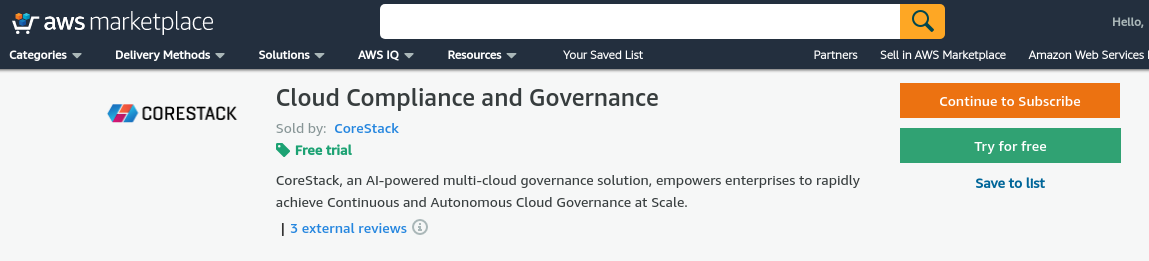 aws marketplace
Hello,
Categories Delivery Methods Solutions AWS IQ Resources Your Saved List Partners Sell in AWS Marketplace Amazon Web Services
CORESTACK
Cloud Compliance and Governance
Sold by: CoreStack
Free trial
CoreStack, an AI-powered multi-cloud governance solution, empowers enterprises to rapidly
achieve Continuous and Autonomous Cloud Governance at Scale.
| 3 external reviews
Continue to Subscribe
Try for free
Save to list